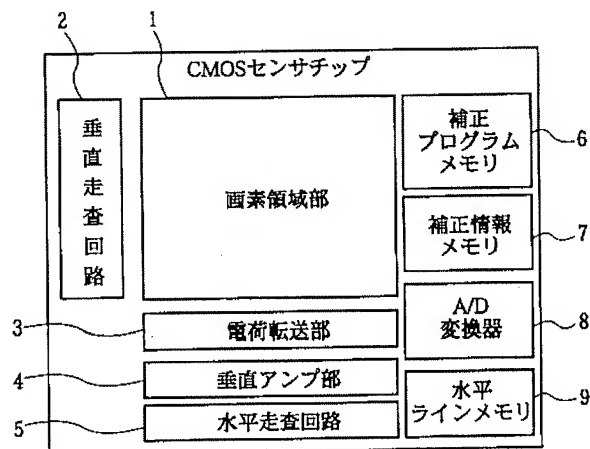 2
1
CMOSセンサチップ
垂直走査回路
画素領域部
補正
プログラム
メモリ
6
補正情報
メモリ
7
3
電荷転送部
A/D
変換器
8
4
垂直アンプ部
5
水平走査回路
水平
ラインメモリ
9